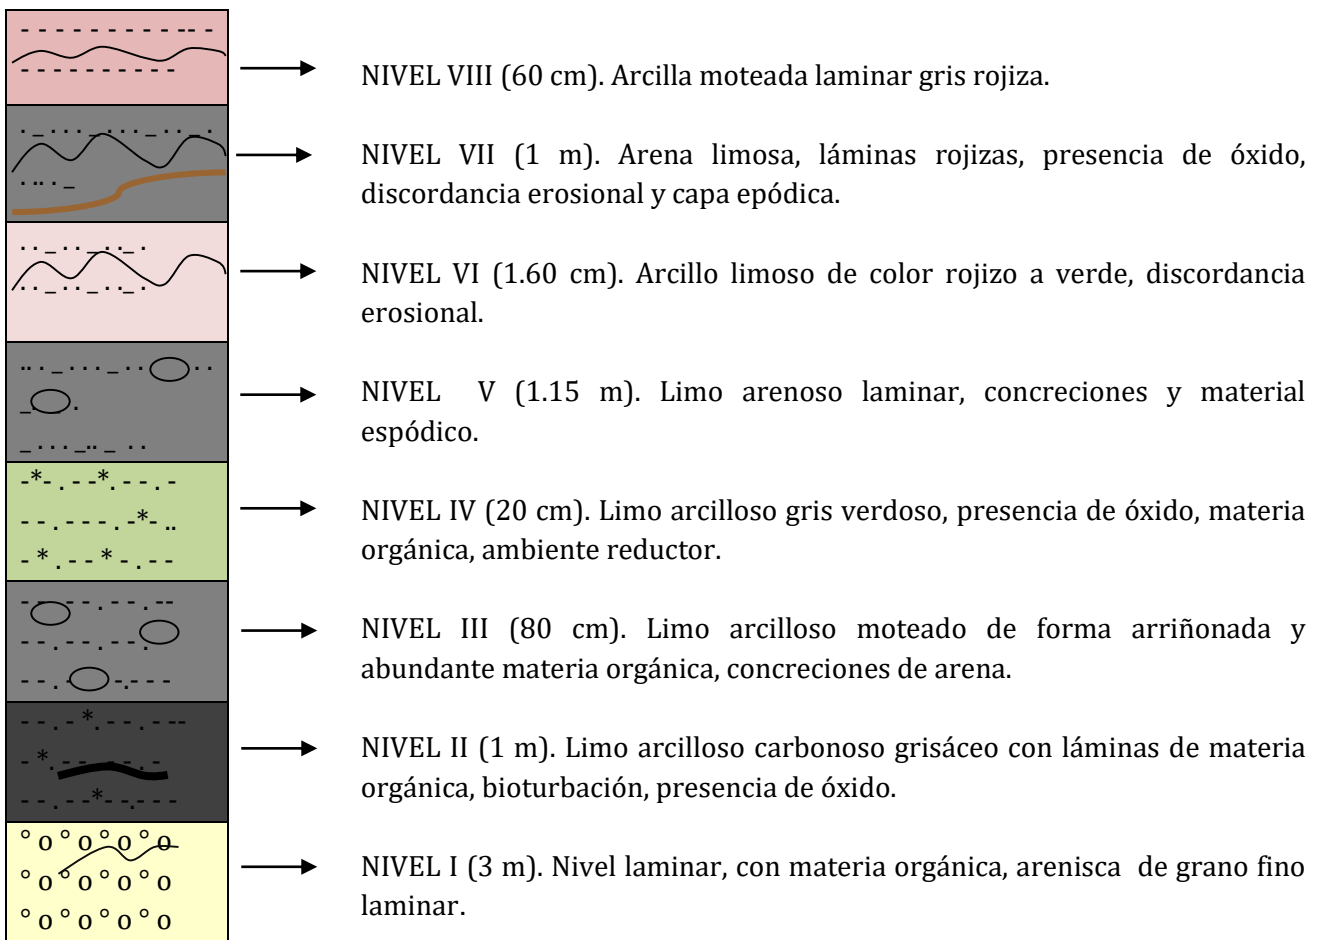 NIVEL VIII (60 cm). Arcilla moteada laminar gris rojiza.
NIVEL VII (1 m). Arena limosa, láminas rojizas, presencia de óxido,
discordancia erosional y capa epódica.
NIVEL VI (1.60 cm). Arcillo limoso de color rojizo a verde, discordancia
erosional.
NIVEL V (1.15 m). Limo arenoso laminar, concreciones y material
espódico.
NIVEL IV (20 cm). Limo arcilloso gris verdoso, presencia de óxido, materia
orgánica, ambiente reductor.
NIVEL III (80 cm). Limo arcilloso moteado de forma arriñonada y
abundante materia orgánica, concreciones de arena.
NIVEL II (1 m). Limo arcilloso carbonoso grisáceo con láminas de materia
orgánica, bioturbación, presencia de óxido.
NIVEL I (3 m). Nivel laminar, con materia orgánica, arenisca de grano fino
laminar.